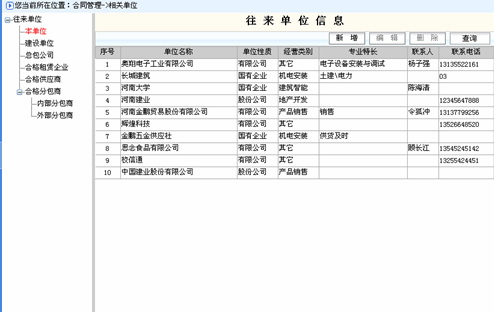 您当前所在位置：合同管理->相关单位
往来单位
本单位
建设单位
总包公司
合格租赁企业
合格供应商
合格分包商
内部分包商
外部分包商
往来单位信息
新 增 编 辑 删 除 查询
序号 单位名称 单位性质 经营类别 专业特长 联系人 联系电话
1 奥翔电子工业有限公司 有限公司 其它 电子设备安装与调试 杨子强 13135522161
2 长城建筑 国有企业 机电安装 土建\电力 03
3 河南大学 国有企业 建筑智能 陈海涛
4 河南建业 股份公司 地产开发 12345647888
5 河南金鹏贸易股份有限公司 有限公司 产品销售 销售 令狐冲 13137799256
6 辉煌科技 有限公司 其它 13526648520
7 金鹏五金供应社 国有企业 机电安装 供货及时
8 思念食品有限公司 有限公司 其它 顾长江 13545245142
9 校信通 有限公司 其它 13255424451
10 中国建业股份有限公司 股份公司 产品销售